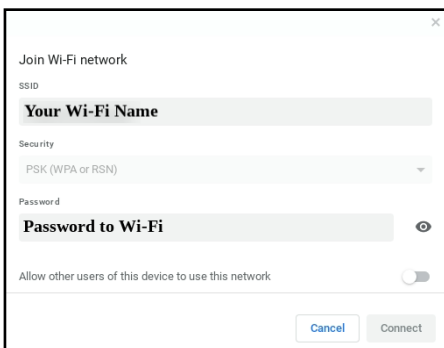 Join Wi-Fi network
SSID
Your Wi-Fi Name
Security
PSK (WPA or RSN)
Password
Password to Wi-Fi
Allow other users of this device to use this network
Cancel Connect